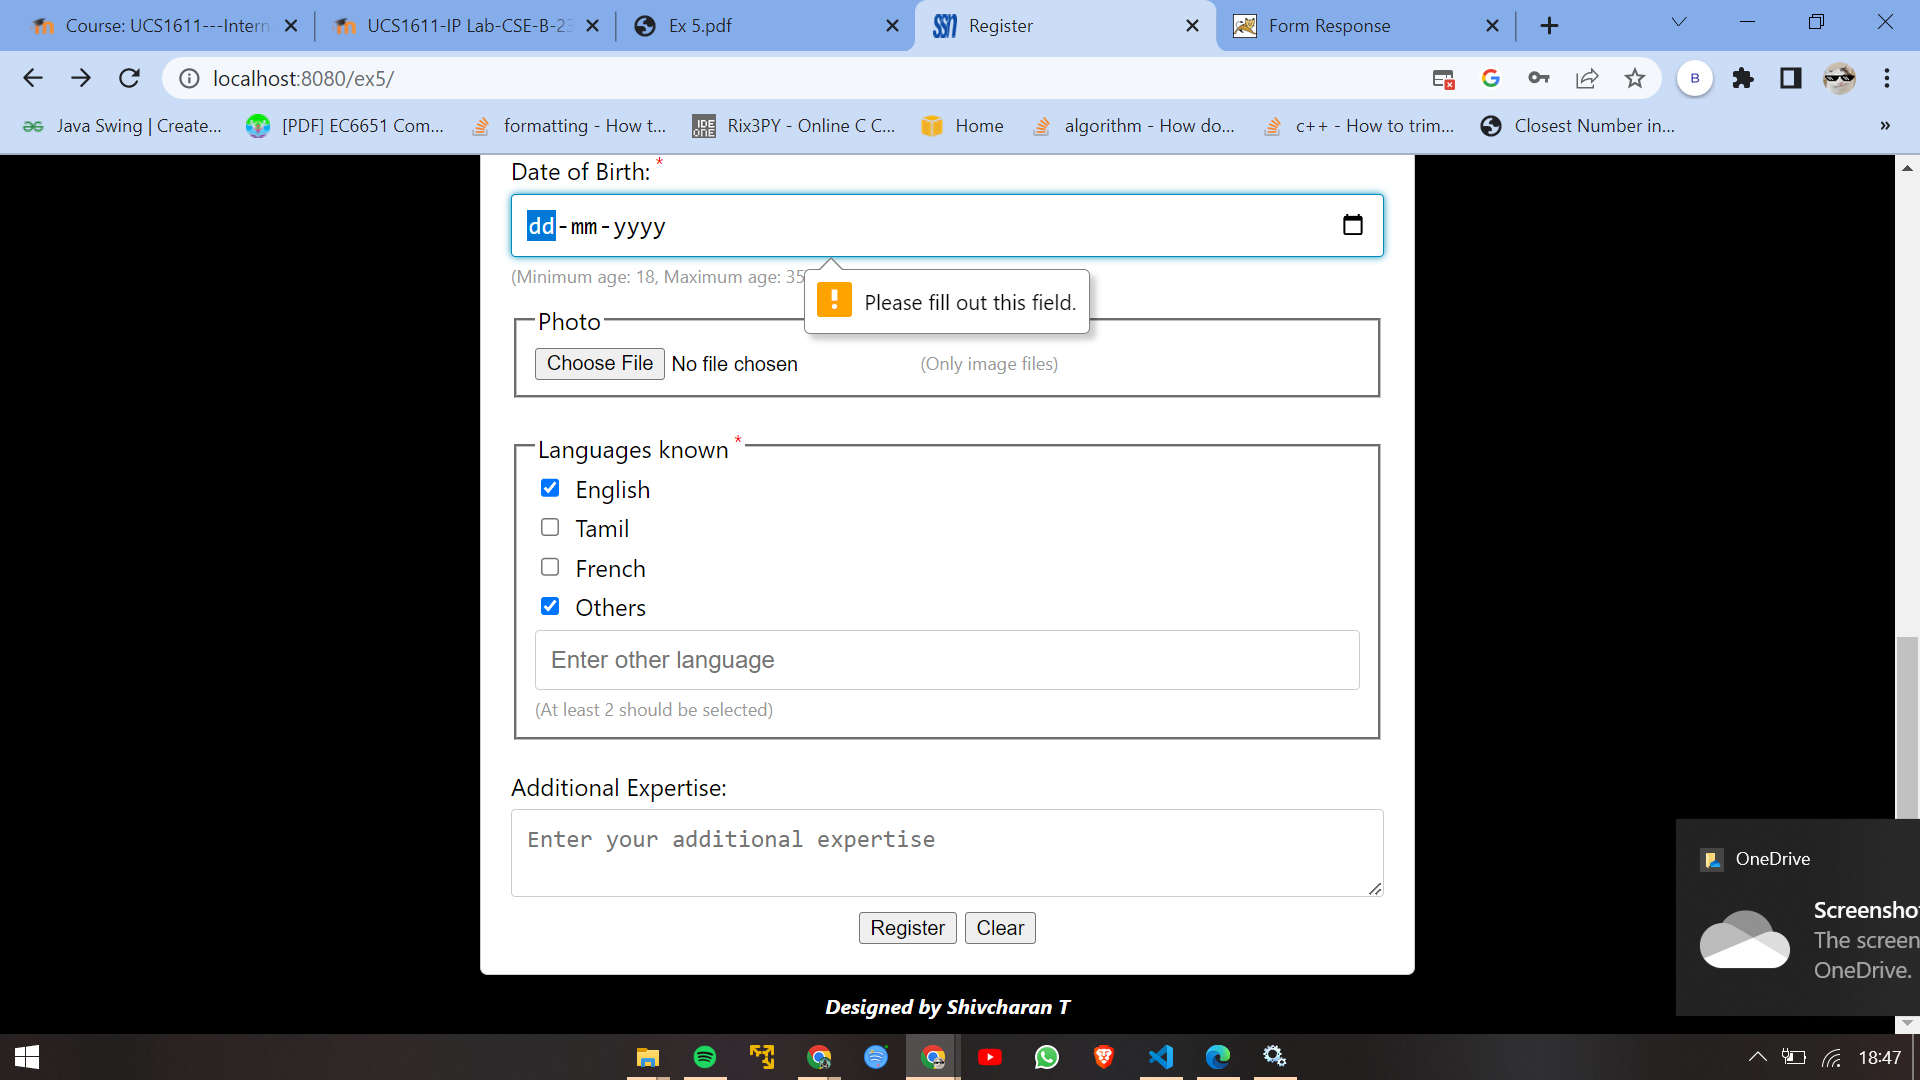 Course: UCS1611---Intern
UCS1611-IP Lab-CSE-B-23
Ex 5.pdf
Register
Form Response
localhost:8080/ex5/
B
Java Swing | Create...
[PDF] EC6651 Com...
formatting - How t...
IDE ONE
Rix3PY - Online C C...
Home
algorithm - How do...
c++ - How to trim...
Closest Number in...
»
Date of Birth: *
dd-mm-yyyy
(Minimum age: 18, Maximum age: 35
Please fill out this field.
Photo
Choose File No file chosen
(Only image files)
Languages known *
English
Tamil
French
Others
Enter other language
(At least 2 should be selected)
Additional Expertise:
Enter your additional expertise
Register
Clear
OneDrive
Screensho
The screen
OneDrive.
Designed by Shivcharan T
18:47